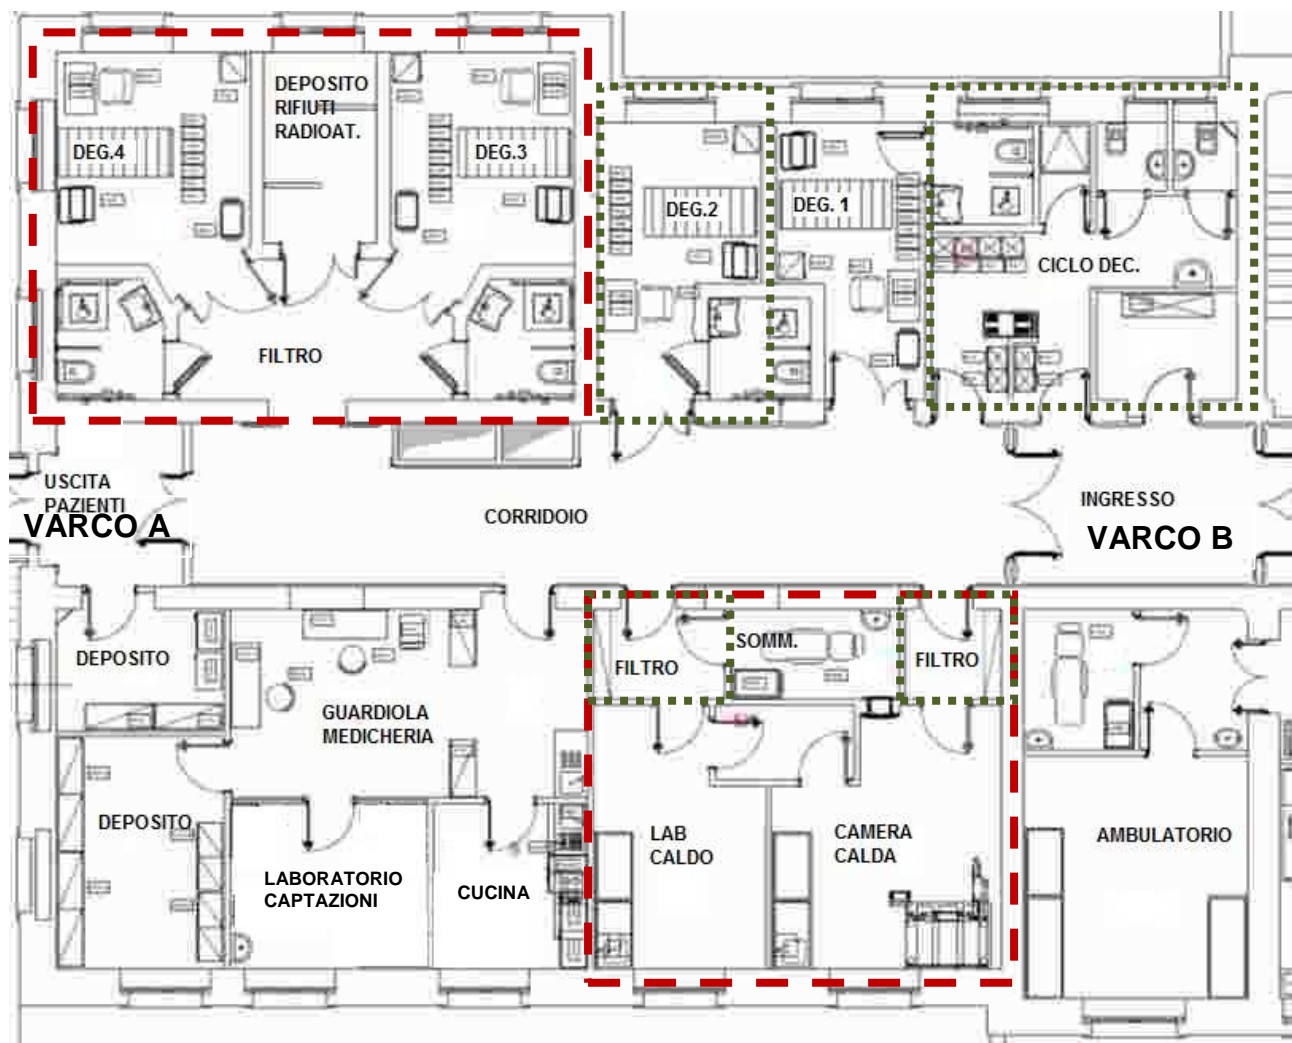 DEPOSITO
RIFIUTI
RADIOAT.
DEG.4
DEG.3
DEG.2
DEG. 1
CICLO DEC.
FILTRO
USCITA
PAZIENTI
VARCO A
CORRIDOIO
INGRESSO
VARCO B
DEPOSITO
FILTRO
SOMM.
FILTRO
GUARDIOLA
MEDICHERIA
DEPOSITO
LAB
CALDO
CAMERA
CALDA
AMBULATORIO
LABORATORIO
CAPTAZIONI
CUCINA